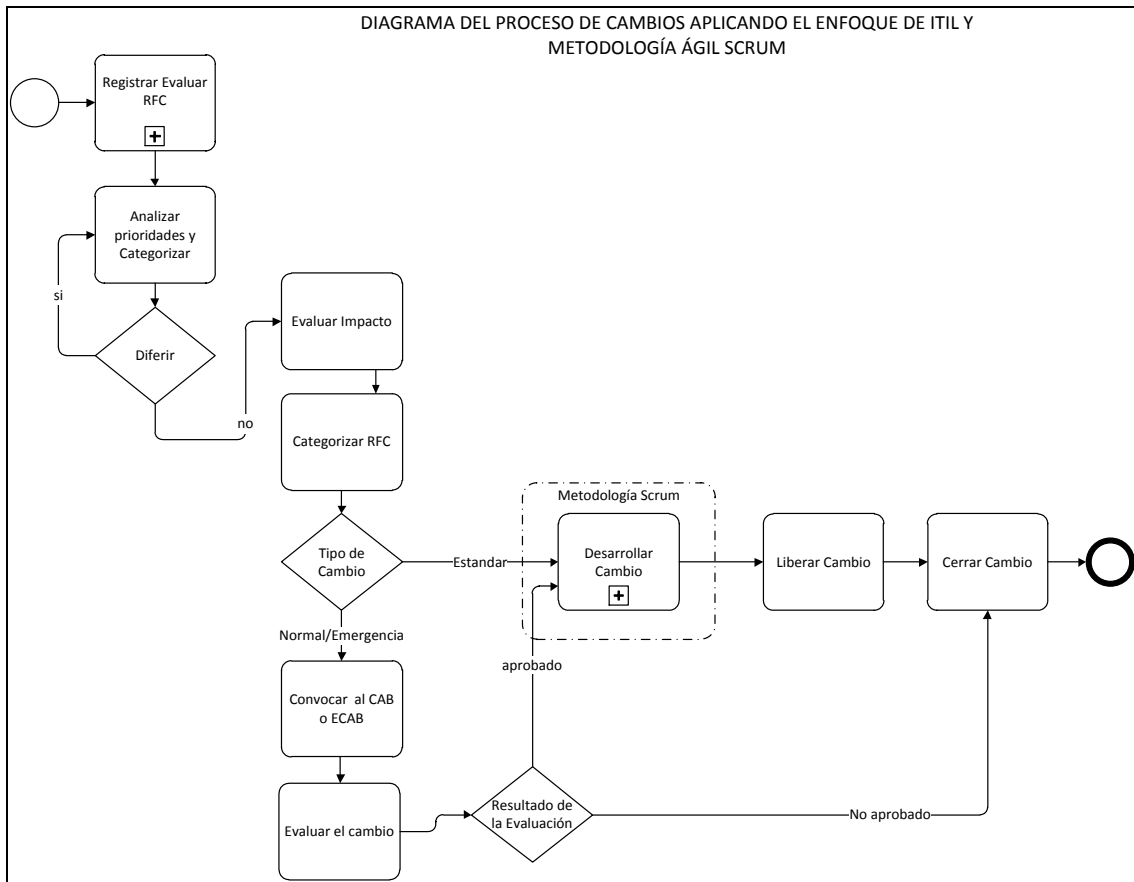 DIAGRAMA DEL PROCESO DE CAMBIOS APLICANDO EL ENFOQUE DE ITIL Y
METODOLOGÍA ÁGIL SCRUM
Registrar Evaluar
RFC
Analizar
prioridades y
Categorizar
si
Diferir
no
Evaluar Impacto
Categorizar RFC
Tipo de
Cambio
Estandar
Metodología Scrum
Desarrollar
Cambio
Liberar Cambio
Cerrar Cambio
Normal/Emergencia
Convocar al CAB
o ECAB
aprobado
Evaluar el cambio
Resultado de
la Evaluación
No aprobado